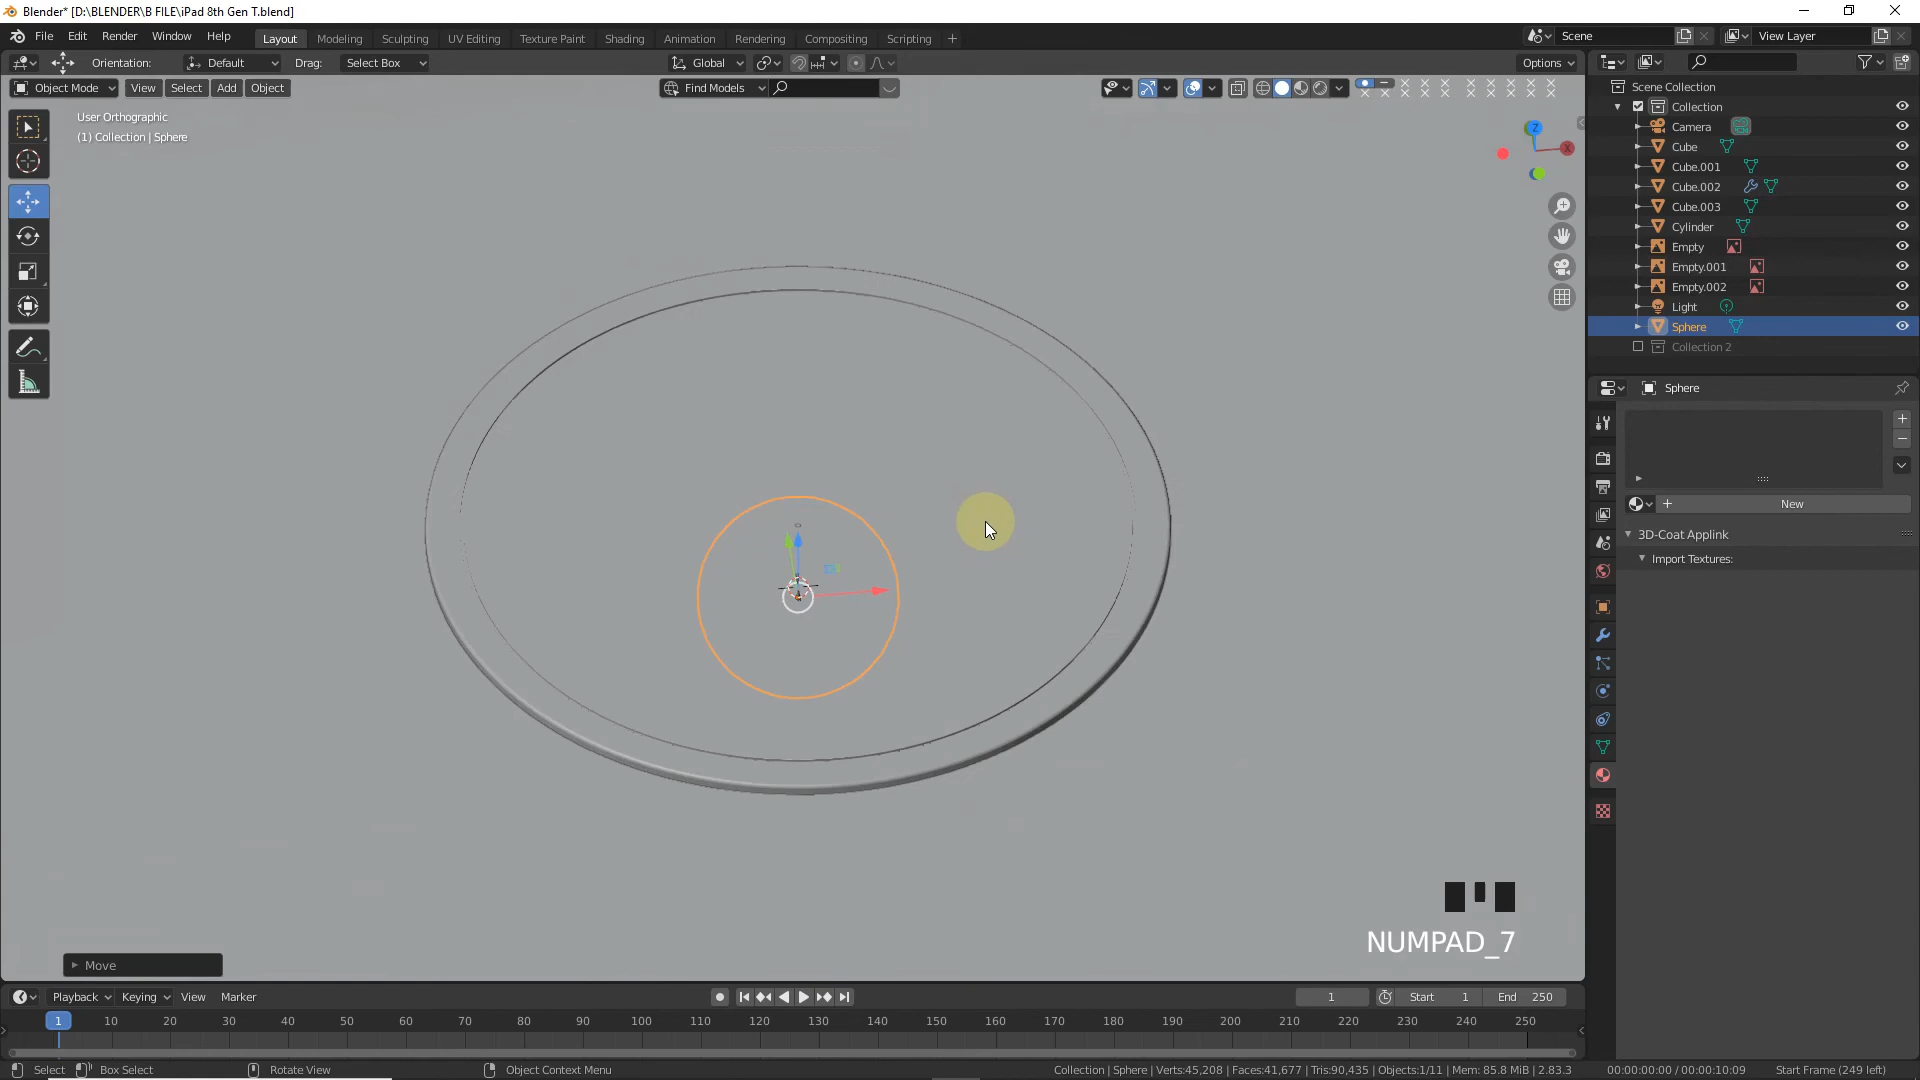 Blender* [D:\BLENDER\B FILE\iPad 8th Gen T.blend]
File Edit Render Window Help Layout Modeling Sculpting UV Editing Texture Paint Shading Animation Rendering Compositing Scripting Scene View Layer
Orientation: Default Drag: Select Box Global Options
Object Mode View Select Add Object Find Models
User Orthographic
(1) Collection | Sphere
Z
X
Scene Collection
Collection
Camera
Cube
Cube.001
Cube.002
Cube.003
Cylinder
Empty
Empty.001
Empty.002
Light
Sphere
Collection 2
Sphere
New
3D-Coat Applink
Import Textures:
NUMPAD_7
Move
Playback Keying View Marker 1 Start 1 End 250
1 10 20 30 40 50 60 70 80 90 100 110 120 130 140 150 160 170 180 190 200 210 220 230 240 250
Select Box Select Rotate View Object Context Menu Collection | Sphere | Verts:45,208 | Faces:41,677 | Tris:90,435 | Objects:1/11 | Mem: 85.8 MiB | 2.83.3 00:00:00:00 / 00:00:10:09 Start Frame (249 left)